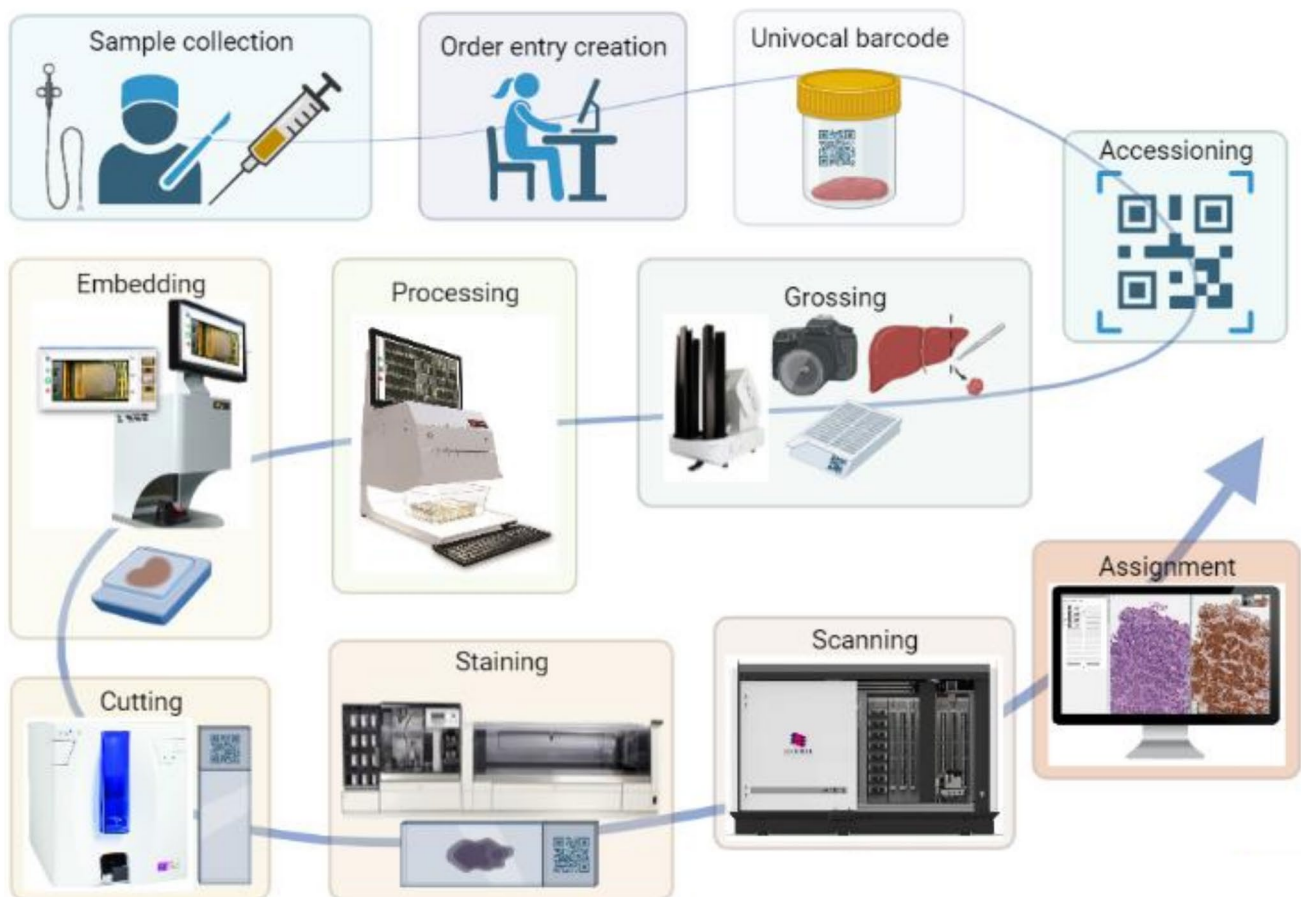 Sample collection
Order entry creation
Univocal barcode
Accessioning
Grossing
Processing
Embedding
Cutting
Staining
Scanning
Assignment